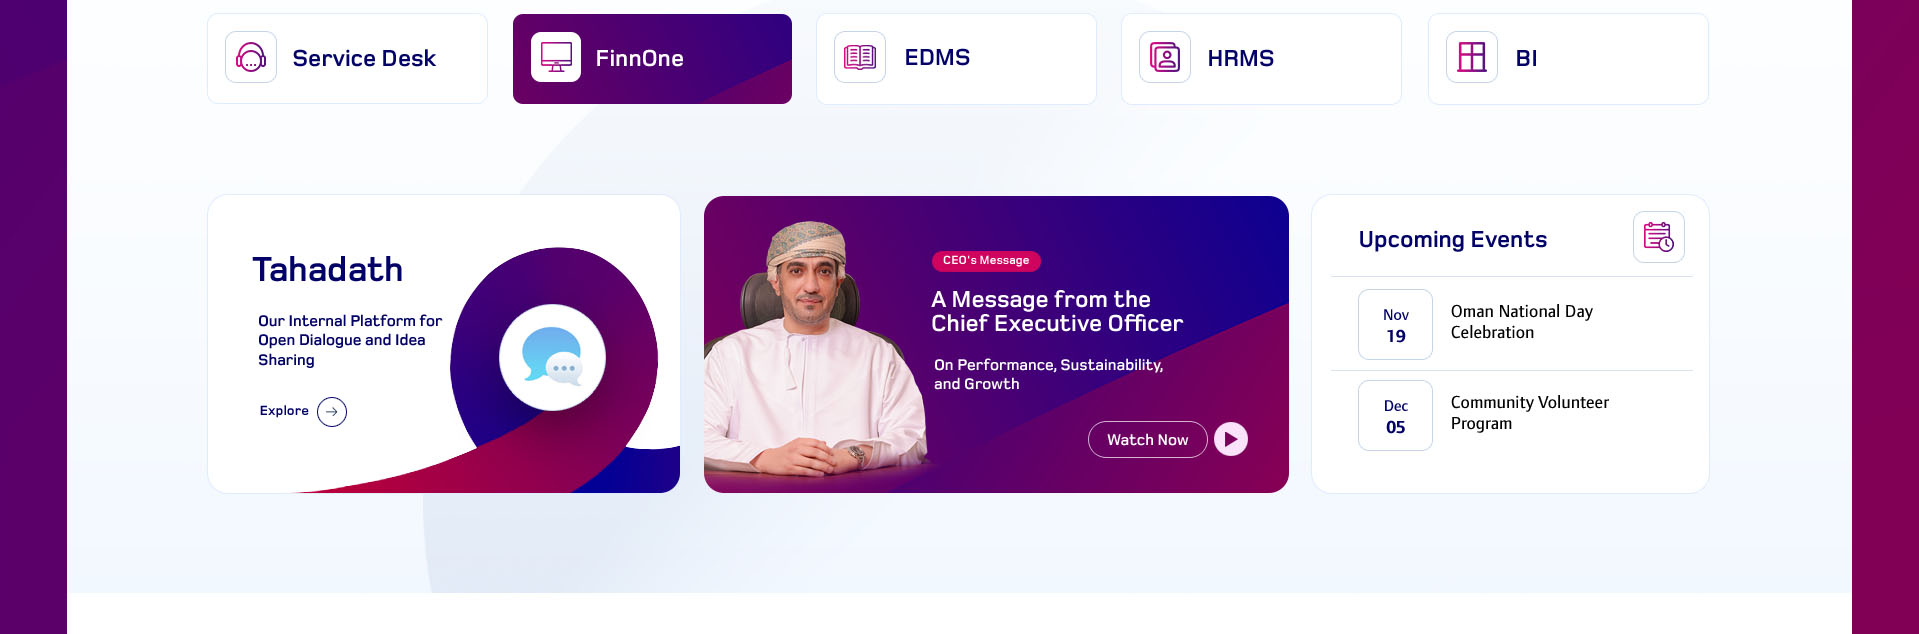 Service Desk
FinnOne
EDMS
HRMS
BI
Tahadath
Our Internal Platform for
Open Dialogue and Idea
Sharing
Explore
CEO's Message
A Message from the
Chief Executive Officer
On Performance, Sustainability,
and Growth
Watch Now
Upcoming Events
Nov
19
Oman National Day
Celebration
Dec
05
Community Volunteer
Program